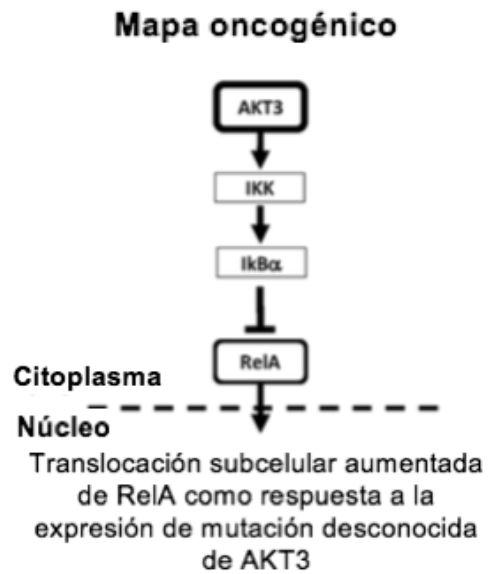 Mapa oncogénico
AKT3
IKK
IkBα
RelA
Citoplasma
Núcleo
Translocación subcelular aumentada
de RelA como respuesta a la
expresión de mutación desconocida
de AKT3